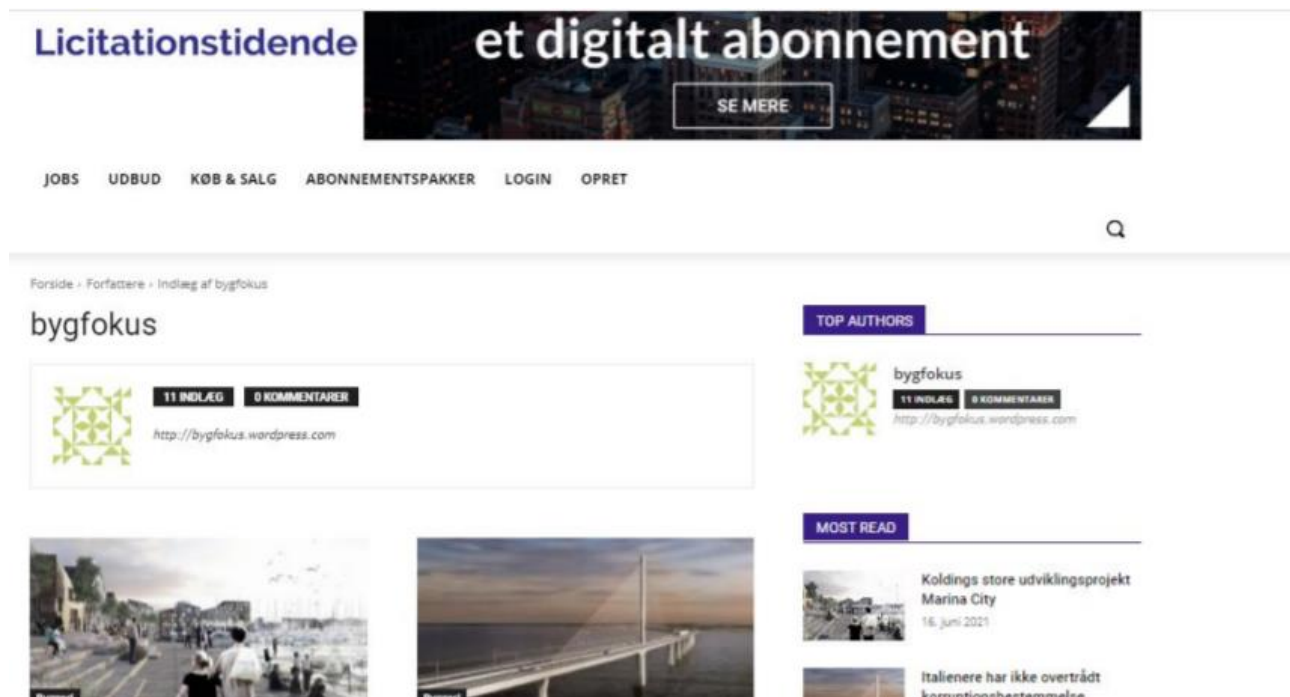 Licitationstidende
et digitalt abonnement
SE MERE
JOBS UDBUD KØB & SALG ABONNEMENTSPAKKER LOGIN OPRET
Forside › Forfattere › Indlæg af bygfokus
bygfokus
11 INDLÆG 0 KOMMENTARER
http://bygfokus.wordpress.com
TOP AUTHORS
bygfokus
11 INDLÆG 0 KOMMENTARER
http://bygfokus.wordpress.com
MOST READ
Koldings store udviklingsprojekt
Marina City
16. juni 2021
Italienere har ikke overtrådt
korruptionsbestemmelse